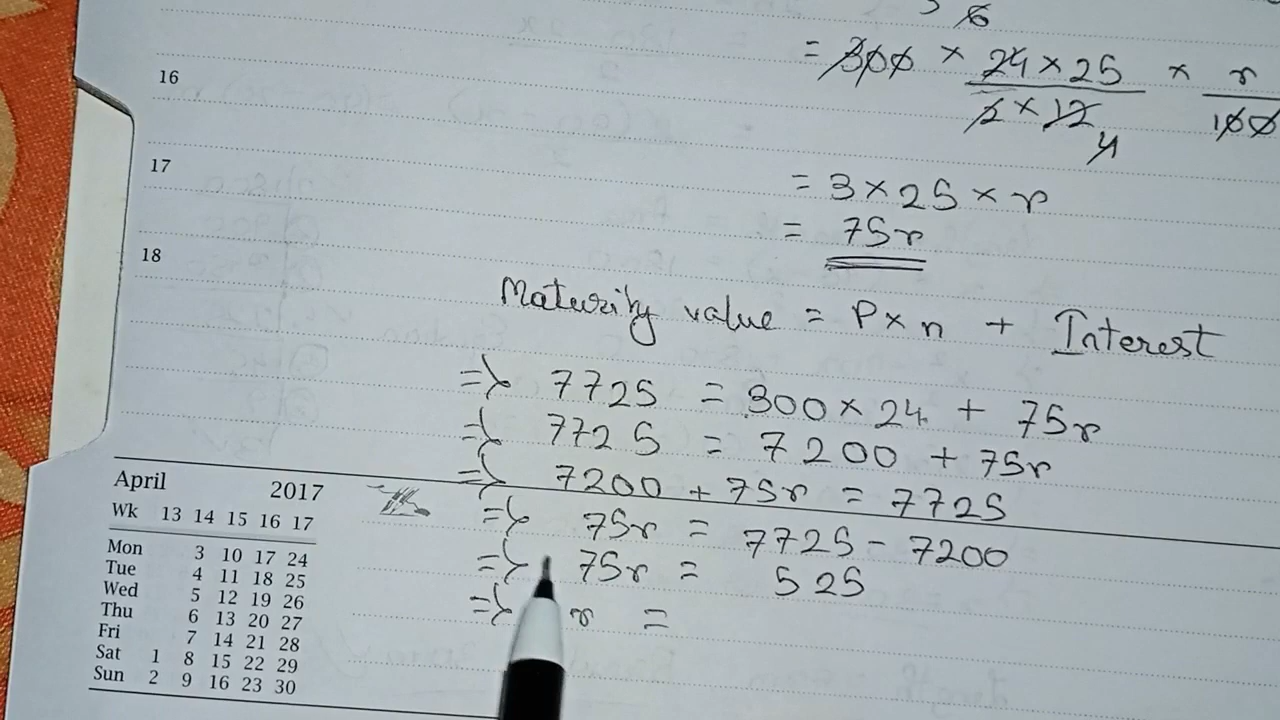 3 6
= 300 × 24 × 25 / 2 × 12 4 × r / 100
16
17
= 3 × 25 × r
= 75r
18
Maturity value = P × n + Interest
=> 7725 = 300 × 24 + 75r
=> 7725 = 7200 + 75r
=> 7200 + 75r = 7725
=> 75r = 7725 - 7200
=> 75r = 525
=> r =
April 2017
Wk 13 14 15 16 17
Mon 3 10 17 24
Tue 4 11 18 25
Wed 5 12 19 26
Thu 6 13 20 27
Fri 7 14 21 28
Sat 1 8 15 22 29
Sun 2 9 16 23 30